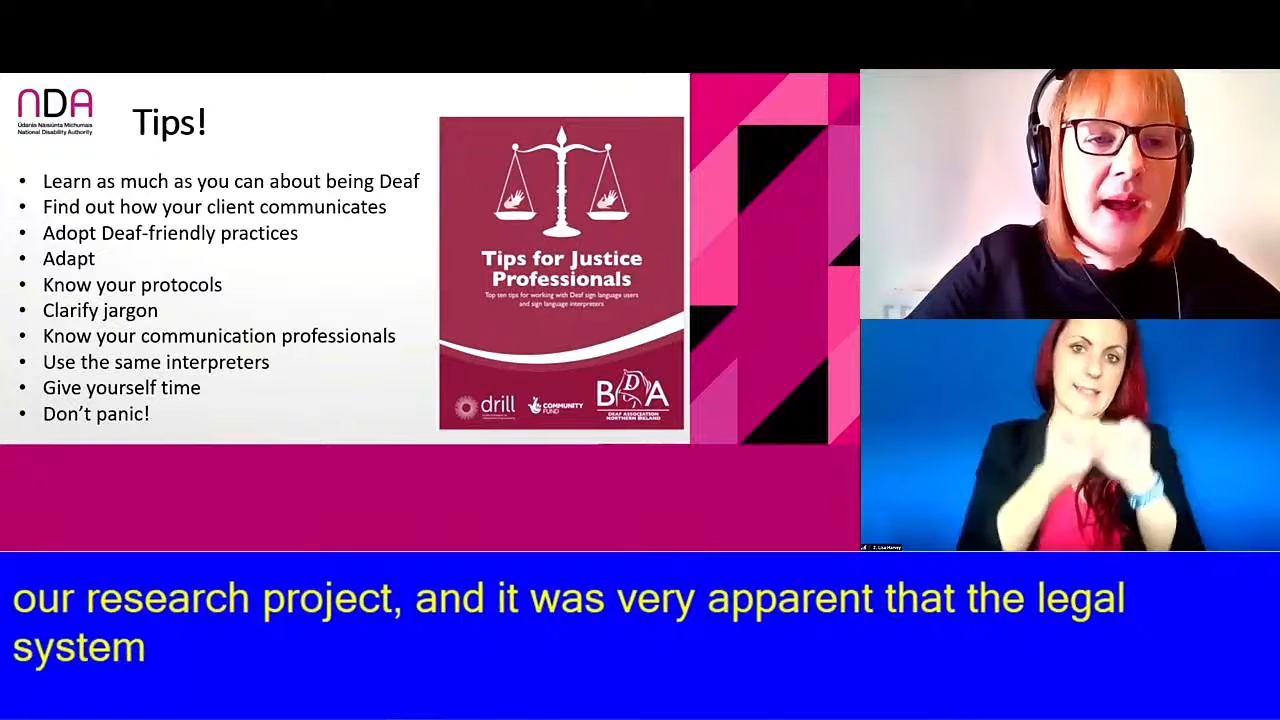 nDA
Údarás Náisiúnta Míchumais
National Disability Authority
Tips!
• Learn as much as you can about being Deaf
• Find out how your client communicates
• Adopt Deaf-friendly practices
• Adapt
• Know your protocols
• Clarify jargon
• Know your communication professionals
• Use the same interpreters
• Give yourself time
• Don't panic!
Tips for Justice
Professionals
Top ten tips for working with Deaf sign language users
and sign language interpreters
drill
COMMUNITY
FUND
BDA
DEAF ASSOCIATION
NORTHERN IRELAND
2. Lisa Harvey
our research project, and it was very apparent that the legal
system